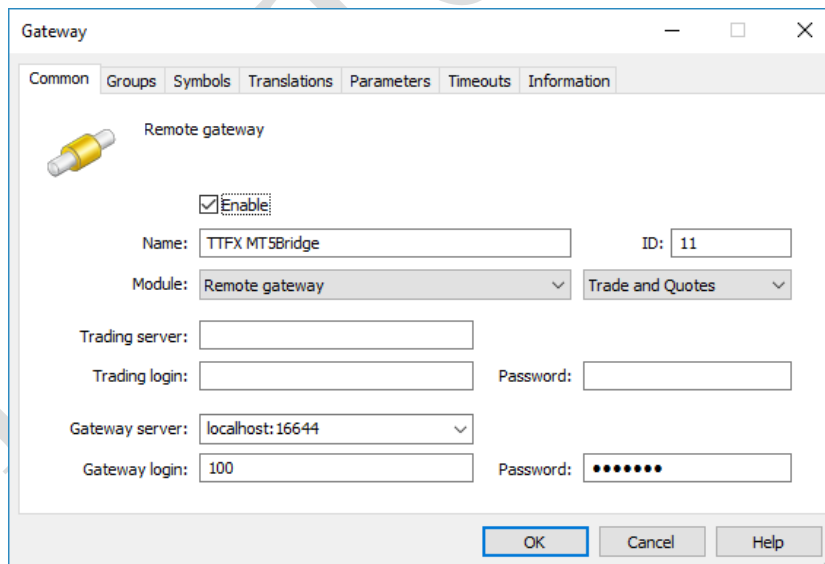 Gateway
Common Groups Symbols Translations Parameters Timeouts Information
Remote gateway
Enable
Name: TTFX MT5Bridge ID: 11
Module: Remote gateway Trade and Quotes
Trading server:
Trading login: Password:
Gateway server: localhost:16644
Gateway login: 100 Password: •••••••
OK Cancel Help